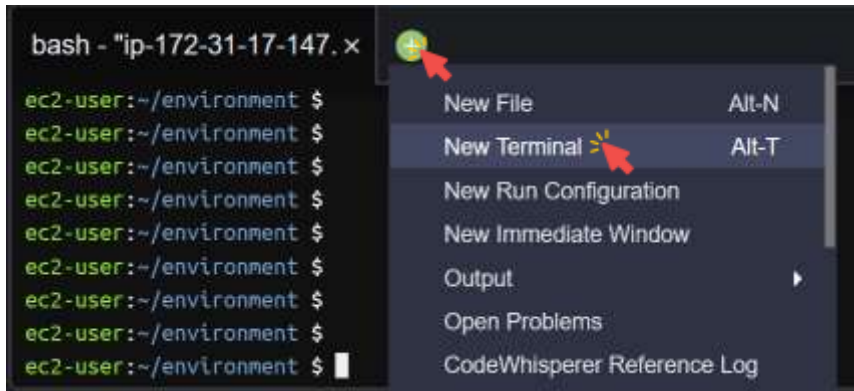 bash - "ip-172-31-17-147. ×
ec2-user:~/environment $
ec2-user:~/environment $
ec2-user:~/environment $
ec2-user:~/environment $
ec2-user:~/environment $
ec2-user:~/environment $
ec2-user:~/environment $
ec2-user:~/environment $
ec2-user:~/environment $
New File Alt-N
New Terminal Alt-T
New Run Configuration
New Immediate Window
Output
Open Problems
CodeWhisperer Reference Log